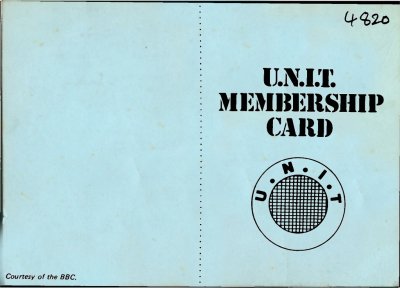 4820
U.N.I.T.
MEMBERSHIP
CARD
U.N.I.T
Courtesy of the BBC.